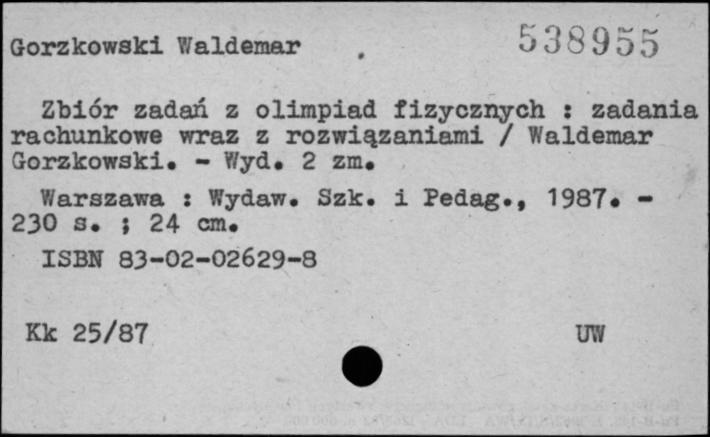 Gorzkowski Waldemar 538955
Zbiór zadań z olimpiad fizycznych : zadania
rachunkowe wraz z rozwiązaniami / Waldemar
Gorzkowski. - Wyd. 2 zm.
Warszawa : Wydaw. Szk. i Pedag., 1987. -
230 s. ; 24 cm.
ISBN 83-02-02629-8
Kk 25/87 UW